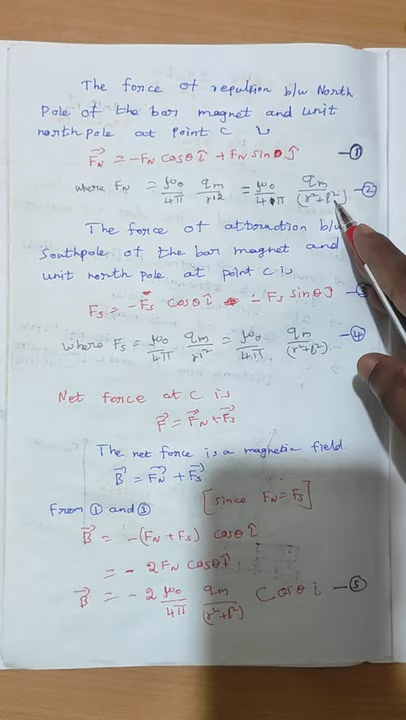 The force of repulsion b/w North
Pole of the bar magnet and unit
north pole at point C is
F⃗N = -FN cosθ î + FN sinθ ĵ —①
where FN = μ0/4π qm/r'² = μ0/4π qm/(r²+l²) —②
The force of attraction b/w
South pole of the bar magnet and
unit north pole at point C is
F⃗s = -Fs cosθ î - Fs sinθ ĵ —③
where Fs = μ0/4π qm/r'² = μ0/4π qm/(r²+l²) —④
Net force at C is
F⃗ = F⃗N + F⃗s
The net force is a magnetic field.
B⃗ = F⃗N + F⃗s
From ① and ③ [since FN = Fs]
B⃗ = -(FN + Fs) cosθ î
= - 2FN cosθ î
B⃗ = - 2 μ0/4π qm/(r²+l²) cosθ î —⑤